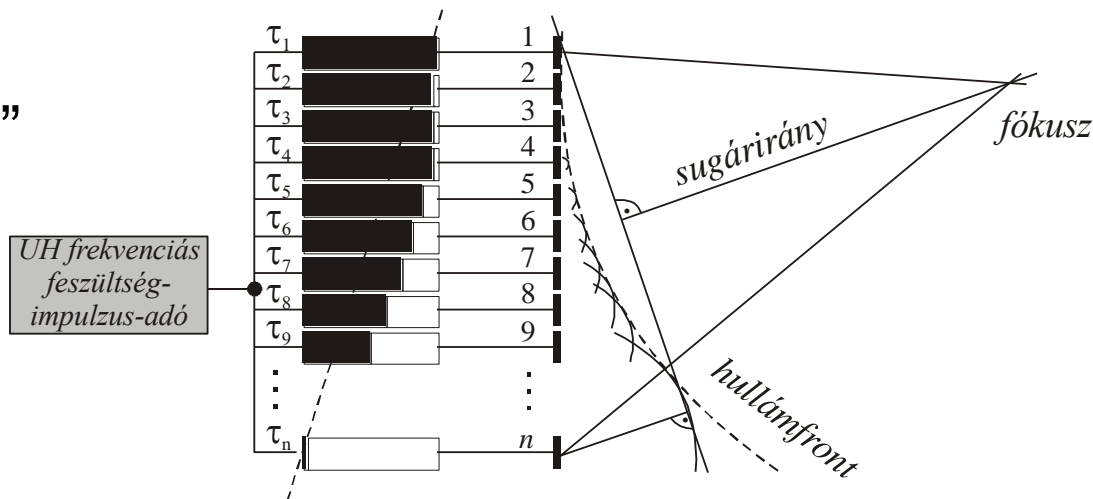 ”
τ1
τ2
τ3
τ4
τ5
τ6
τ7
τ8
τ9
τn
1
2
3
4
5
6
7
8
9
n
UH frekvenciás
feszültség-
impulzus-adó
sugárirány
fókusz
hullámfront